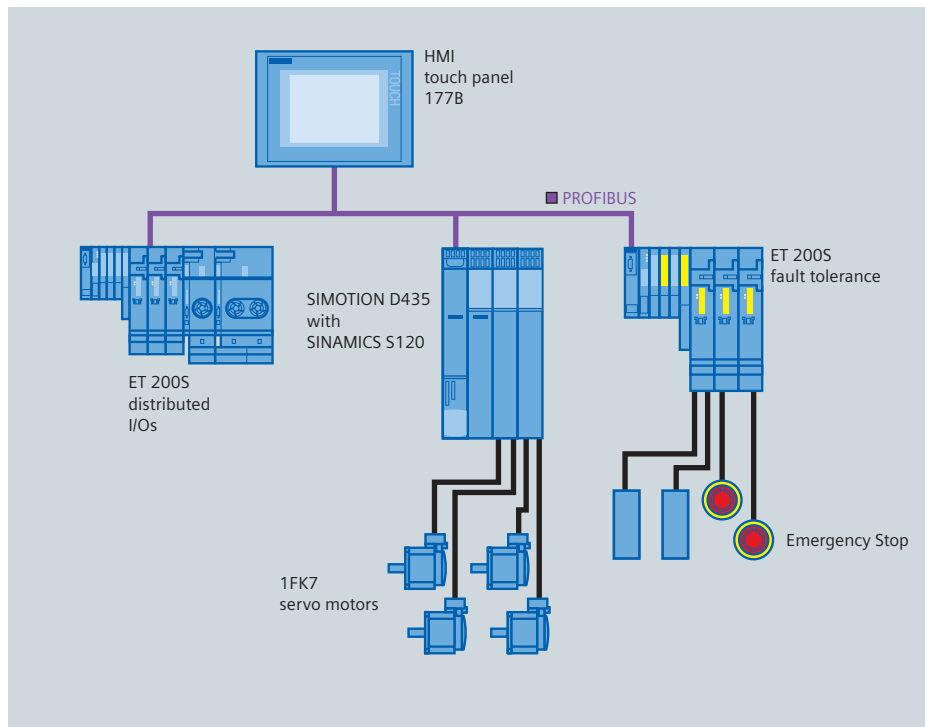 HMI
touch panel
177B
TOUCH
PROFIBUS
ET 200S
fault tolerance
SIMOTION D435
with
SINAMICS S120
ET 200S
distributed
I/Os
Emergency Stop
1FK7
servo motors